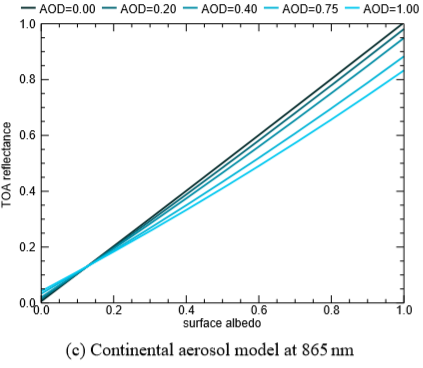 AOD=0.00 AOD=0.20 AOD=0.40 AOD=0.75 AOD=1.00
1.0
0.8
0.6
0.4
0.2
0.0
TOA reflectance
0.0 0.2 0.4 0.6 0.8 1.0
surface albedo
(c) Continental aerosol model at 865 nm